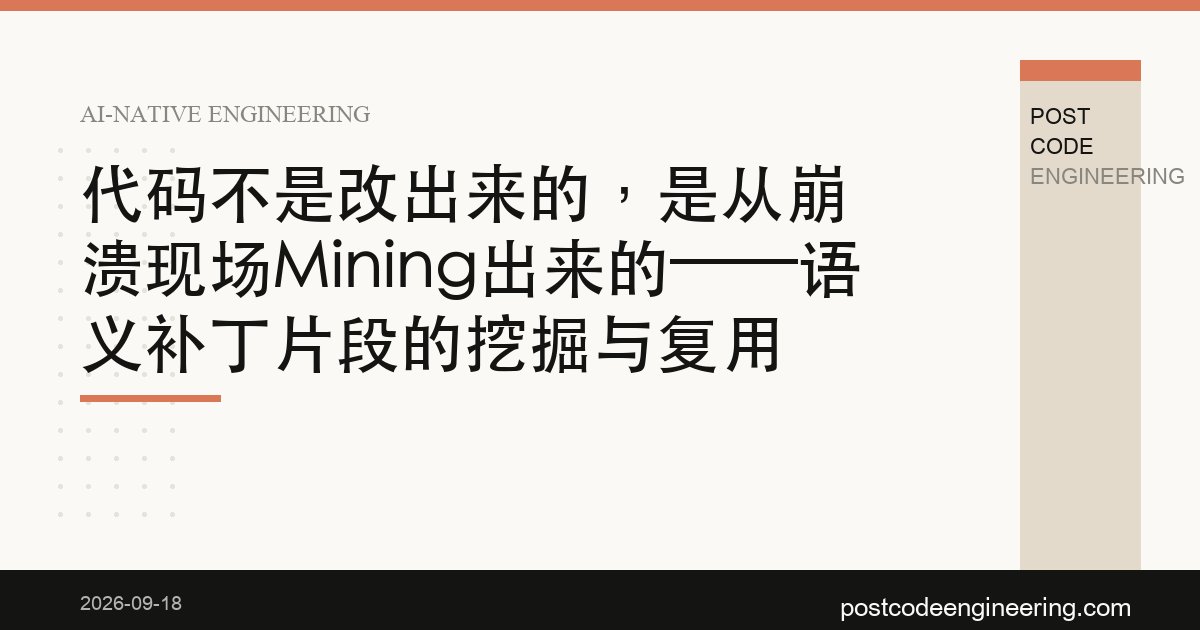 AI-NATIVE ENGINEERING
代码不是改出来的，是从崩
溃现场Mining出来的——语
义补丁片段的挖掘与复用
POST
CODE
ENGINEERING
2026-09-18
postcodeengineering.com